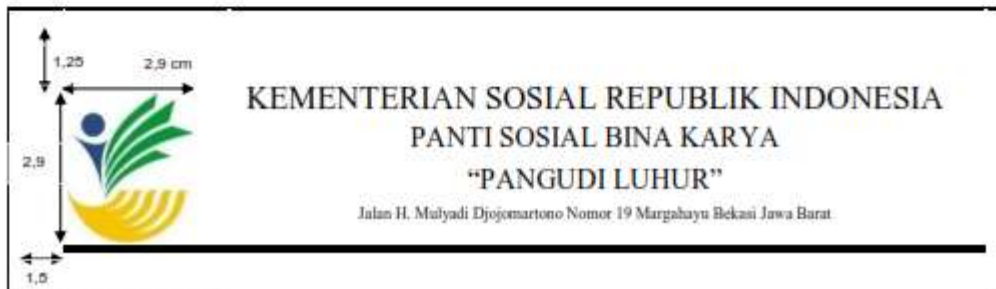 1,25
2,9 cm
KEMENTERIAN SOSIAL REPUBLIK INDONESIA
PANTI SOSIAL BINA KARYA
2,9
“PANGUDI LUHUR”
Jalan H. Mulyadi Djojomartono Nomor 19 Margahayu Bekasi Jawa Barat
1,5